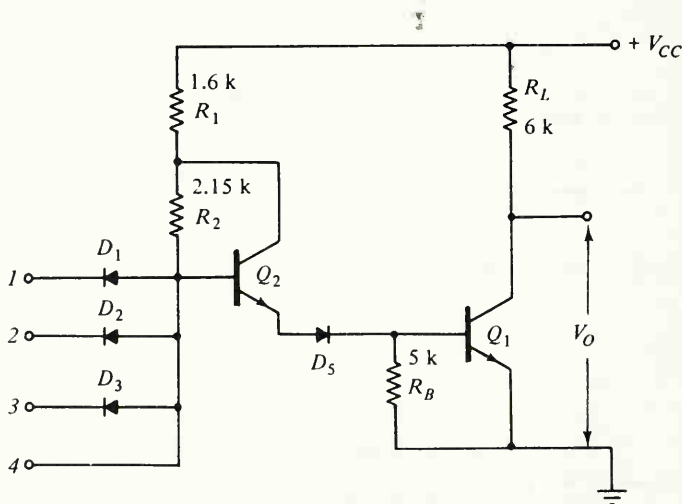 + V_CC
1.6 k
R_1
R_L
6 k
2.15 k
R_2
D_1
1
Q_2
D_2
2
Q_1
V_O
D_5
5 k
R_B
D_3
3
4